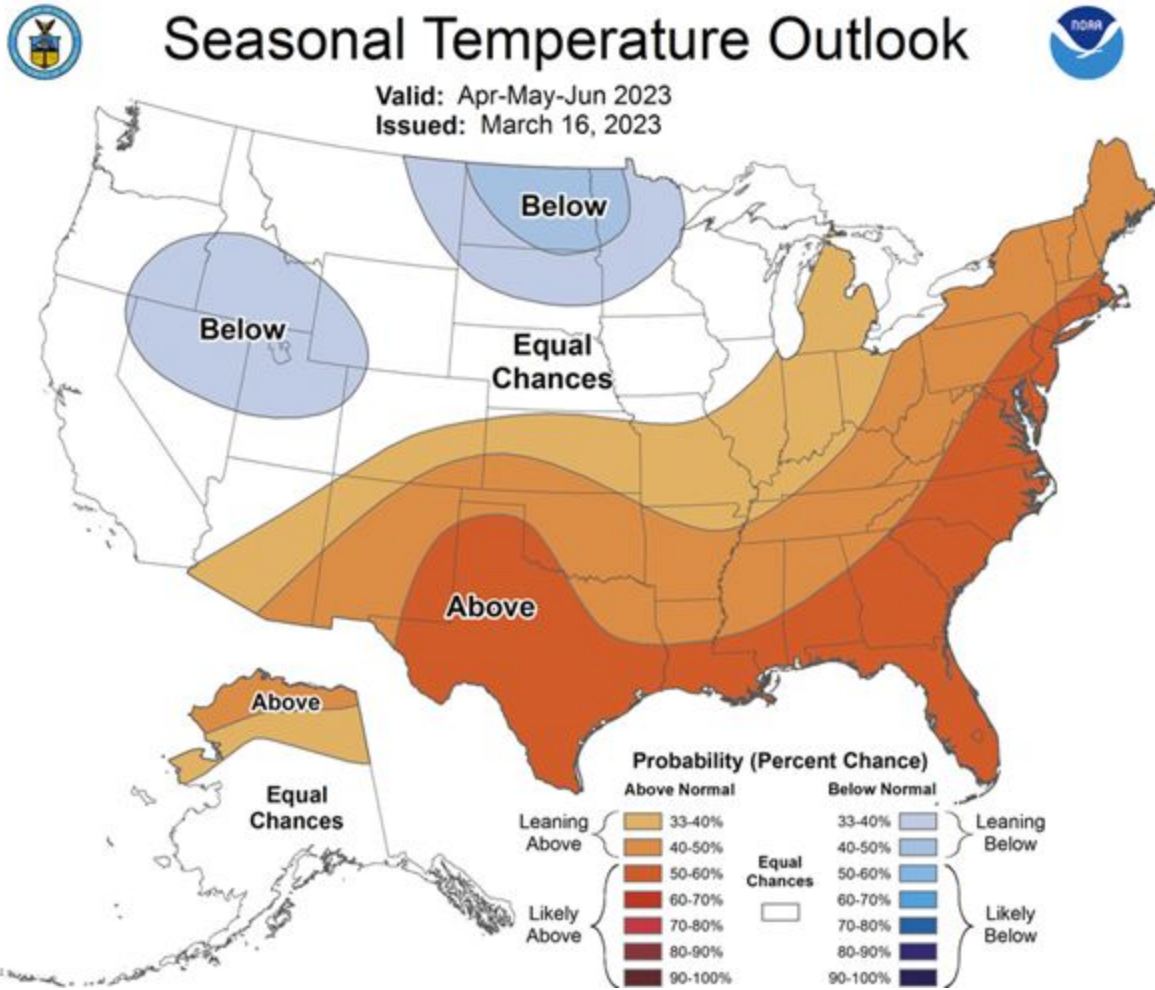 Seasonal Temperature Outlook
NOAA
Valid: Apr-May-Jun 2023
Issued: March 16, 2023
Below
Below
Equal
Chances
Above
Above
Equal
Chances
Probability (Percent Chance)
Above Normal
Below Normal
Leaning
Above
33-40%
40-50%
Likely
Above
50-60%
60-70%
70-80%
80-90%
90-100%
Equal
Chances
33-40%
40-50%
Leaning
Below
50-60%
60-70%
70-80%
80-90%
90-100%
Likely
Below